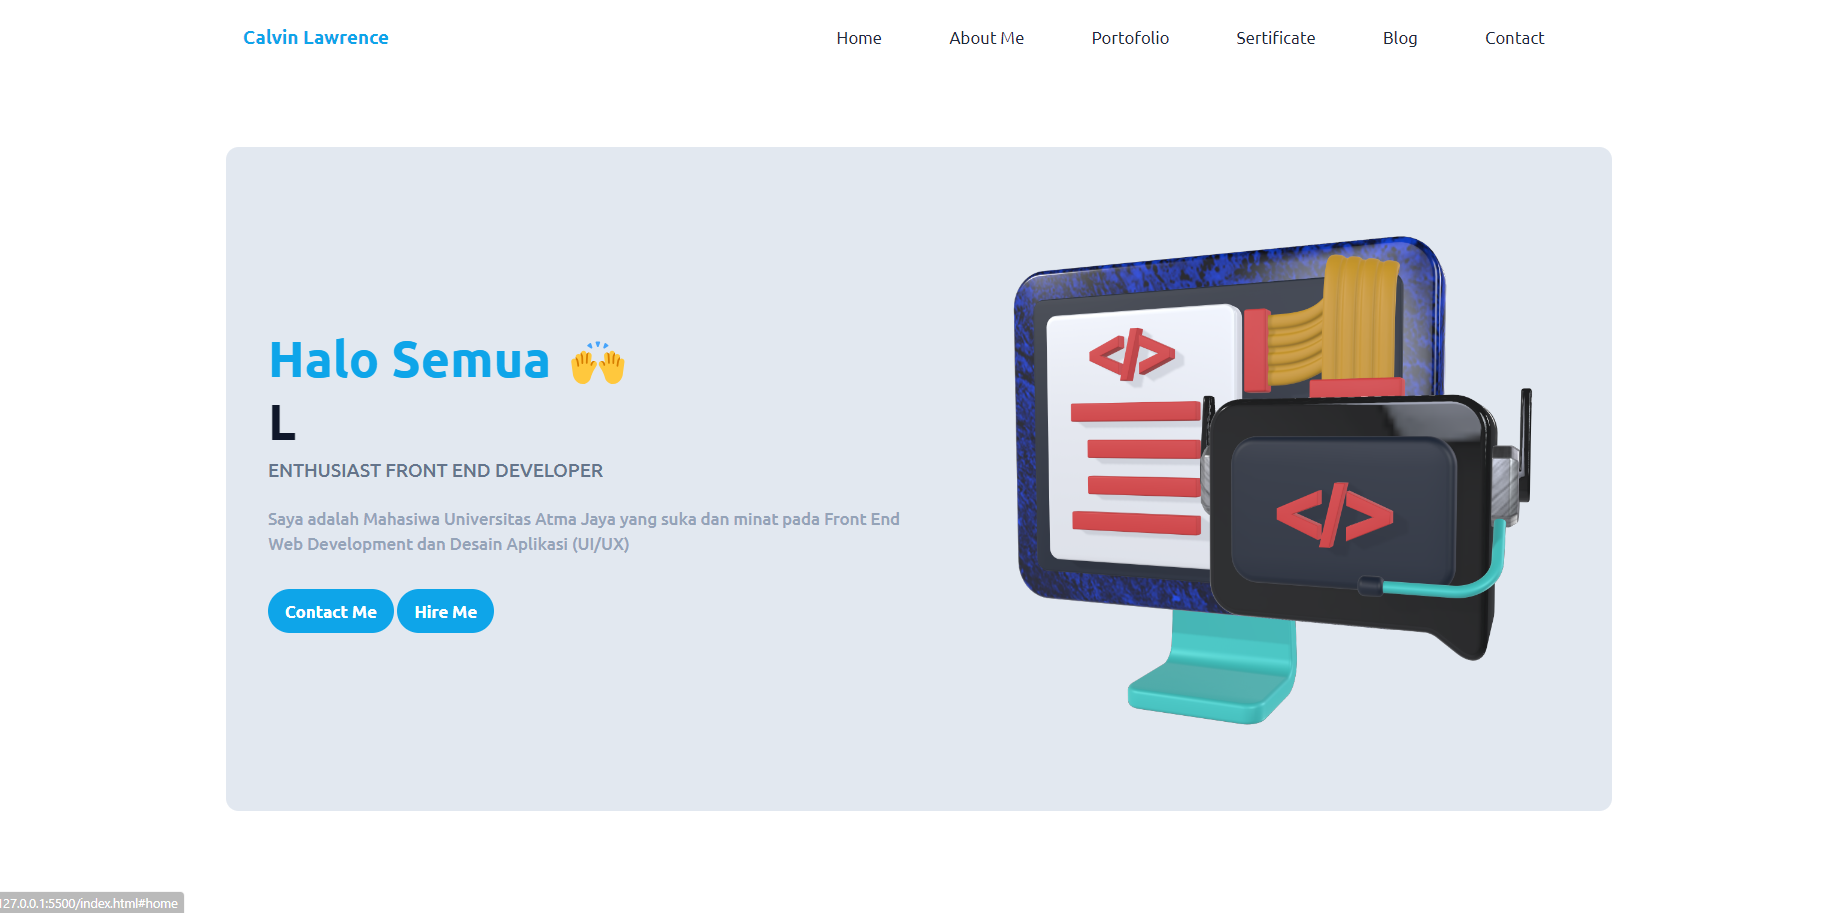 Calvin Lawrence
Home
About Me
Portofolio
Sertificate
Blog
Contact
Halo Semua 🙌
L
ENTHUSIAST FRONT END DEVELOPER
Saya adalah Mahasiwa Universitas Atma Jaya yang suka dan minat pada Front End
Web Development dan Desain Aplikasi (UI/UX)
Contact Me
Hire Me
</>
</>
127.0.0.1:5500/index.html#home